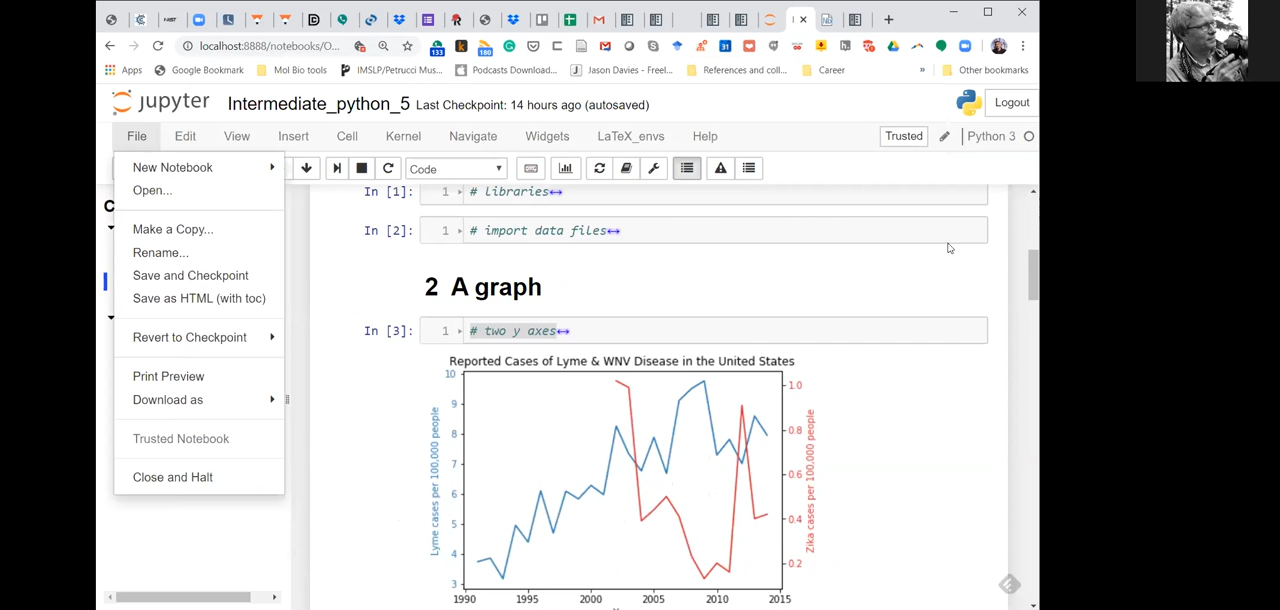 localhost:8888/notebooks/O...
133
180
31
Apps
Google Bookmark
Mol Bio tools
IMSLP/Petrucci Mus...
Podcasts Download...
Jason Davies - Freel...
References and coll...
Career
»
Other bookmarks
jupyter
Intermediate_python_5 Last Checkpoint: 14 hours ago (autosaved)
Logout
File Edit View Insert Cell Kernel Navigate Widgets LaTeX_envs Help
Trusted
Python 3
Code
New Notebook
Open...
Make a Copy...
Rename...
Save and Checkpoint
Save as HTML (with toc)
Revert to Checkpoint
Print Preview
Download as
Trusted Notebook
Close and Halt
C
In [1]: 1 # libraries↔
In [2]: 1 # import data files↔
2 A graph
In [3]: 1 # two y axes↔
Reported Cases of Lyme & WNV Disease in the United States
Lyme cases per 100,000 people
10
9
8
7
6
5
4
3
1990 1995 2000 2005 2010 2015
1.0
0.8
0.6
0.4
0.2
Zika cases per 100,000 people